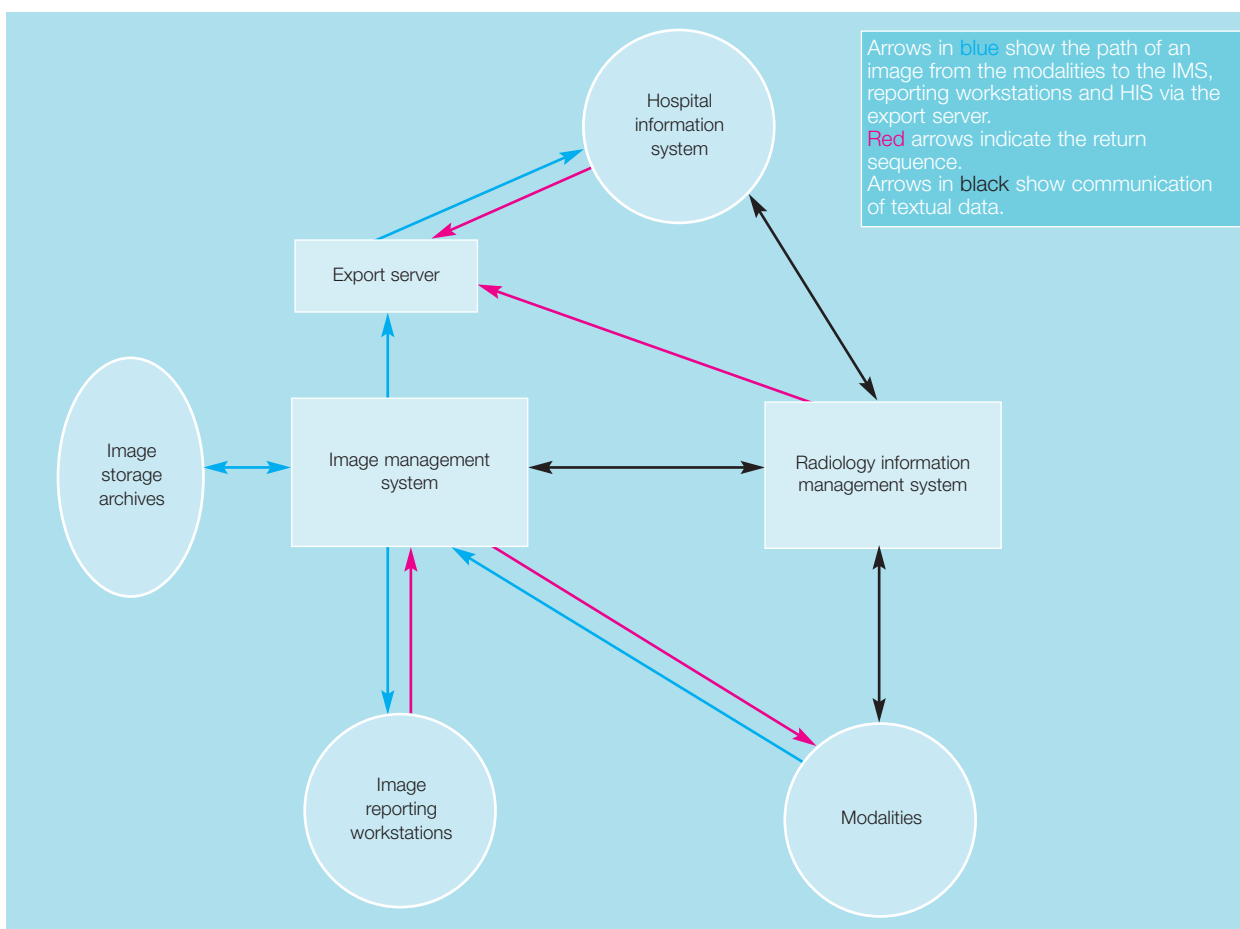 Arrows in blue show the path of an
image from the modalities to the IMS,
reporting workstations and HIS via the
export server.
Red arrows indicate the return
sequence.
Arrows in black show communication
of textual data.
Hospital
information
system
Export server
Image
storage
archives
Image management
system
Radiology information
management system
Image
reporting
workstations
Modalities